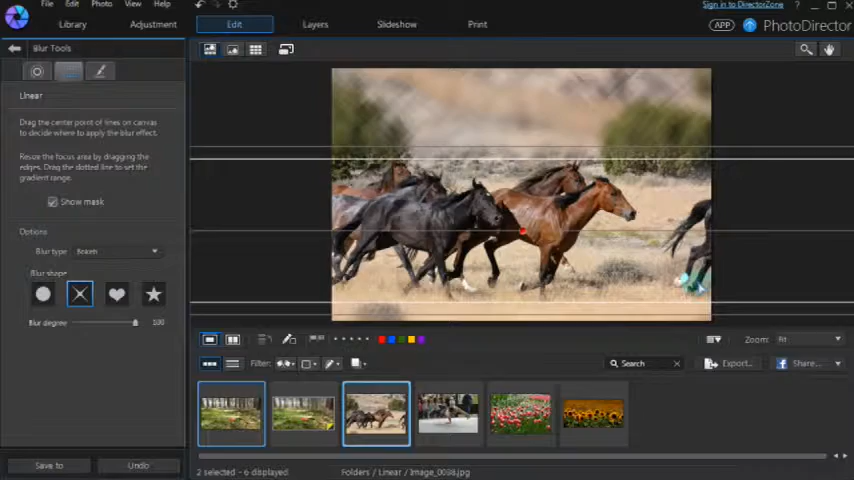 File Edit Photo View Help
Sign in to DirectorZone ?
Library Adjustment Edit Layers Slideshow Print
APP PhotoDirector
Blur Tools
Linear
Drag the center point of lines on canvas
to decide where to apply the blur effect.
Resize the focus area by dragging the
edges. Drag the dotted line to set the
gradient range.
Show mask
Options
Blur type Bokeh
Blur shape
Blur degree 100
Zoom: Fit
Filter: Search Export... Share...
Save to Undo
2 selected - 6 displayed Folders / Linear / Image_0038.jpg